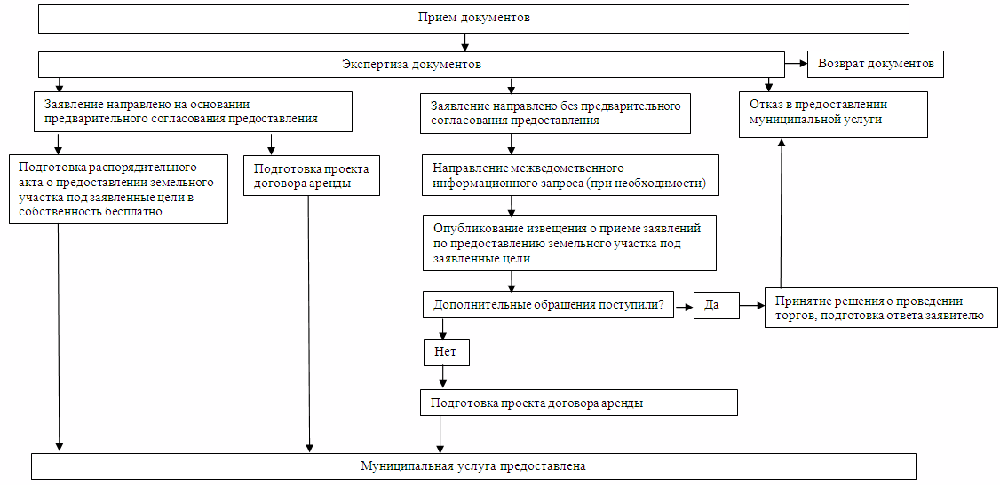 Прием документов
Экспертиза документов
Возврат документов
Заявление направлено на основании
предварительного согласования предоставления
Заявление направлено без предварительного
согласования предоставления
Отказ в предоставлении
муниципальной услуги
Подготовка распорядительного
акта о предоставлении земельного
участка под заявленные цели в
собственность бесплатно
Подготовка проекта
договора аренды
Направление межведомственного
информационного запроса (при необходимости)
Опубликование извещения о приеме заявлений
по предоставлению земельного участка под
заявленные цели
Дополнительные обращения поступили?
Да
Принятие решения о проведении
торгов, подготовка ответа заявителю
Нет
Подготовка проекта договора аренды
Муниципальная услуга предоставлена